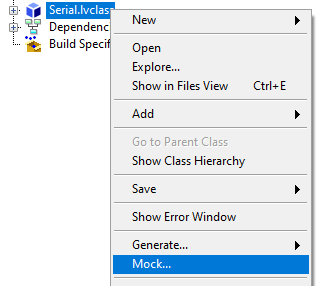 Serial.lvclass
Dependenc
Build Specif
New
Open
Explore...
Show in Files View Ctrl+E
Add
Go to Parent Class
Show Class Hierarchy
Save
Show Error Window
Generate...
Mock...